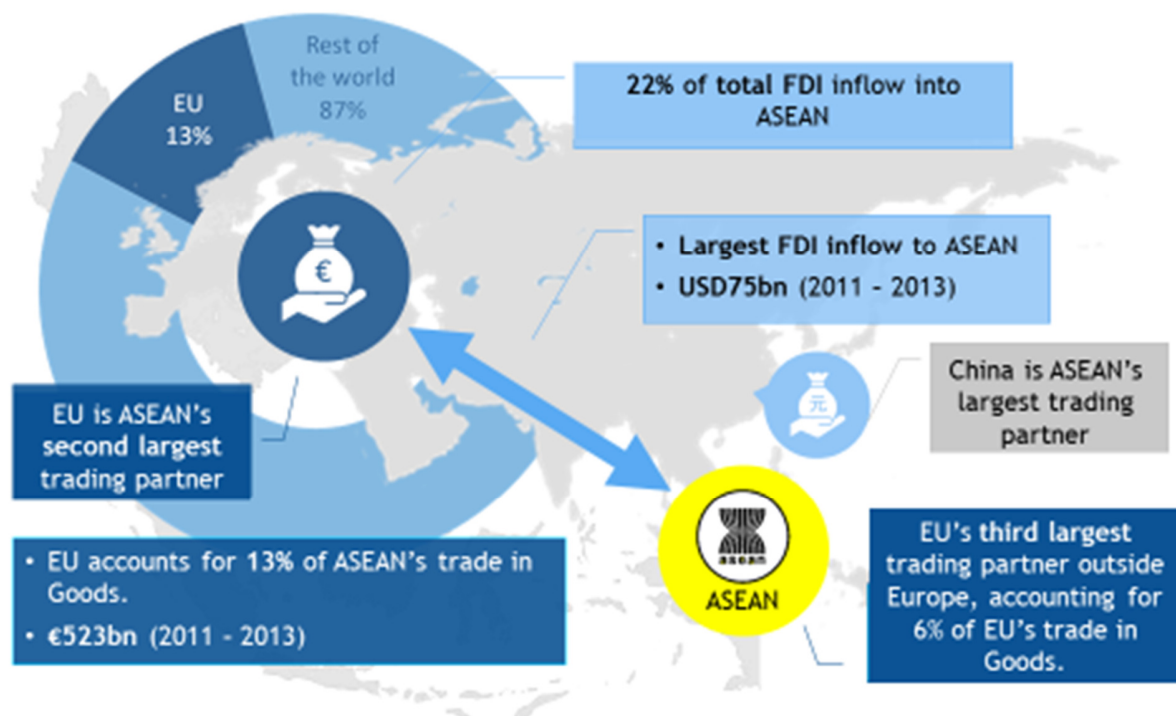 Rest of
the world
87%
EU
13%
22% of total FDI inflow into
ASEAN
• Largest FDI inflow to ASEAN
• USD75bn (2011 - 2013)
€
China is ASEAN's
largest trading
partner
元
EU is ASEAN's
second largest
trading partner
asean
ASEAN
EU's third largest
trading partner outside
Europe, accounting for
6% of EU's trade in
Goods.
• EU accounts for 13% of ASEAN's trade in
Goods.
• €523bn (2011 - 2013)